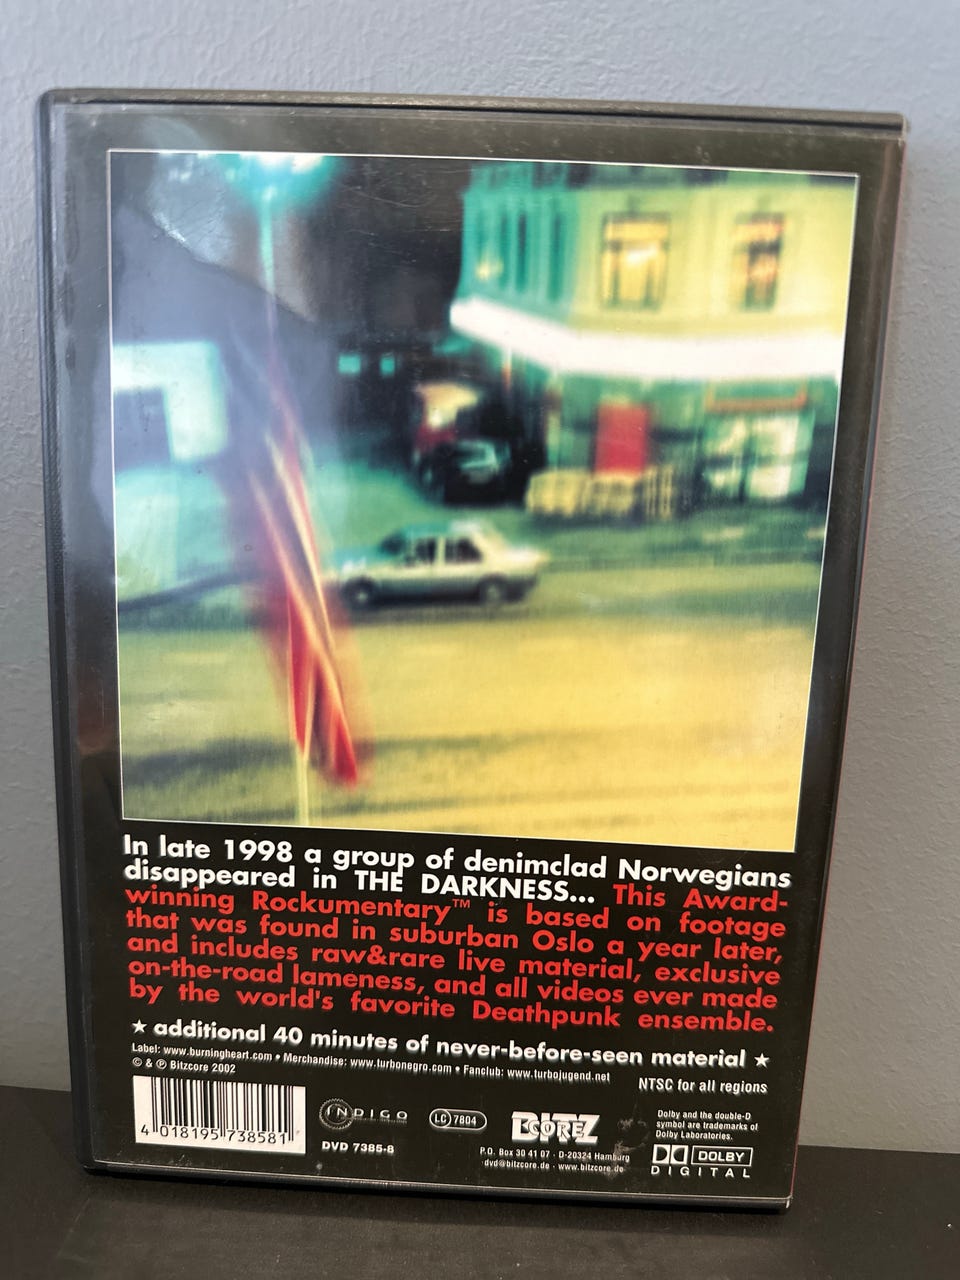 In late 1998 a group of denimclad Norwegians
disappeared in THE DARKNESS... This Award-
winning Rockumentary™ is based on footage
that was found in suburban Oslo a year later,
and includes raw&rare live material, exclusive
on-the-road lameness, and all videos ever made
by the world's favorite Deathpunk ensemble.
★ additional 40 minutes of never-before-seen material ★
Label: www.burningheart.com • Merchandise: www.turbonegro.com • Fanclub: www.turbojugend.net
© & ℗ Bitzcore 2002
NTSC for all regions
4 018195 738581
INDIGO
DVD 7385-8
LC 7804
BITZ
CORE
P.O. Box 30 41 07 · D-20324 Hamburg
dvd@bitzcore.de · www.bitzcore.de
Dolby and the double-D
symbol are trademarks of
Dolby Laboratories.
DOLBY
DIGITAL